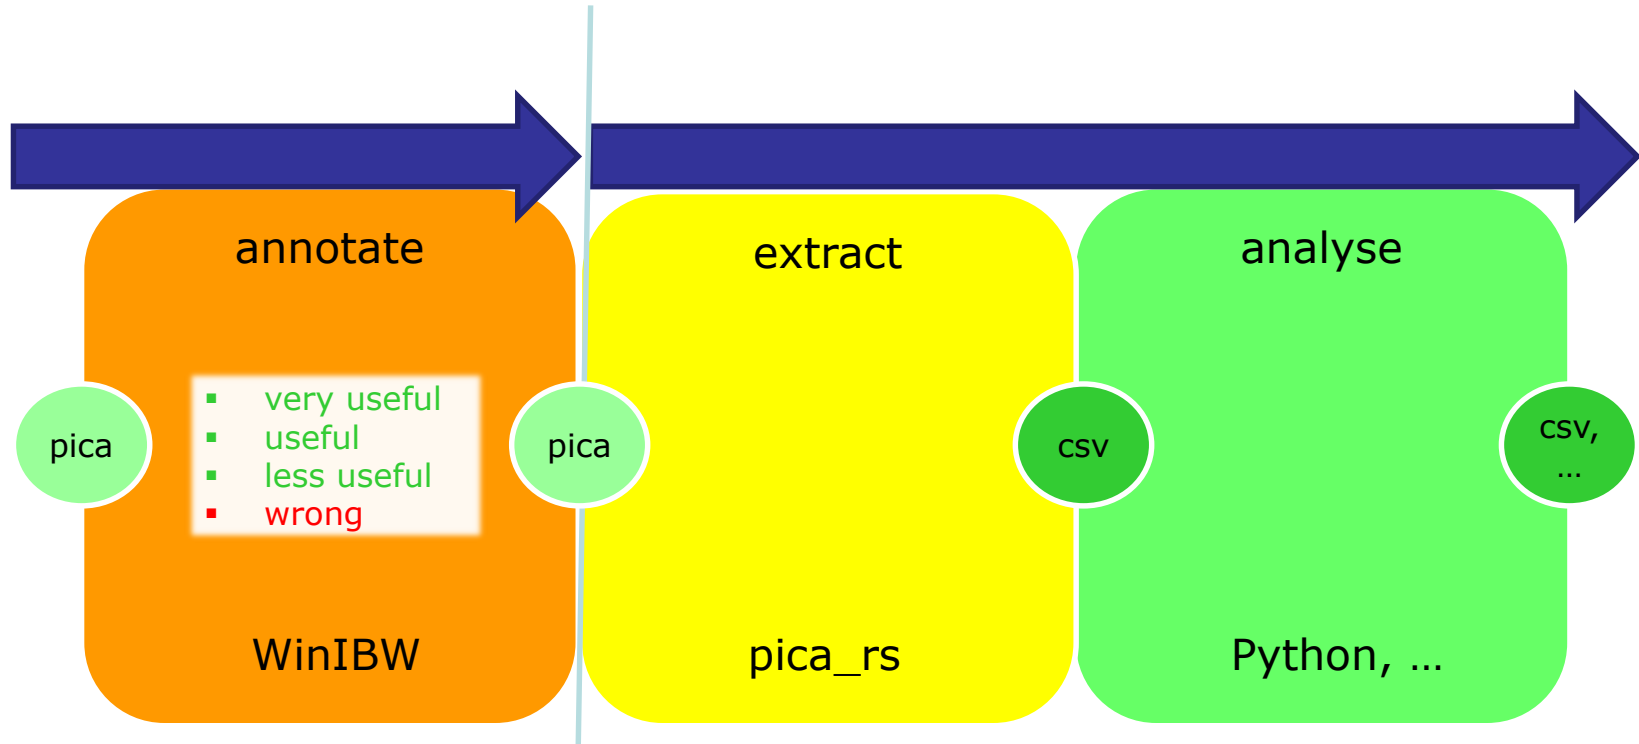 annotate
extract
analyse
▪ very useful
▪ useful
▪ less useful
▪ wrong
pica
pica
csv
csv,
...
WinIBW
pica_rs
Python, ...